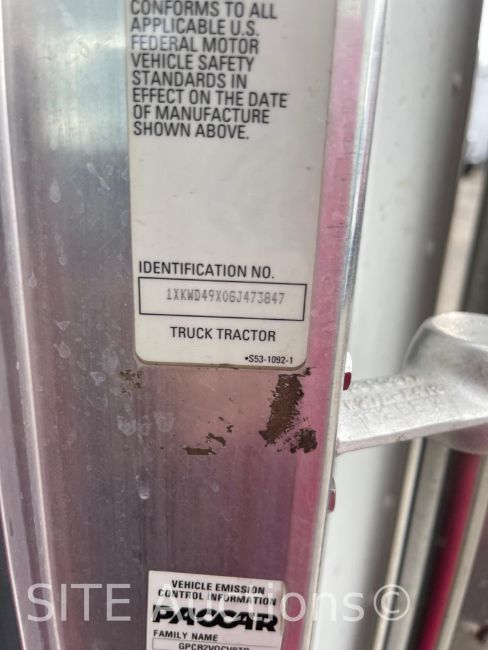 CONFORMS TO ALL
APPLICABLE U.S.
FEDERAL MOTOR
VEHICLE SAFETY
STANDARDS IN
EFFECT ON THE DATE
OF MANUFACTURE
SHOWN ABOVE.
IDENTIFICATION NO.
1XKWD49X0GJ473847
TRUCK TRACTOR
•S53-1092-1
VEHICLE EMISSION
CONTROL INFORMATION
PACCAR
FAMILY NAME
SITE Auctions©